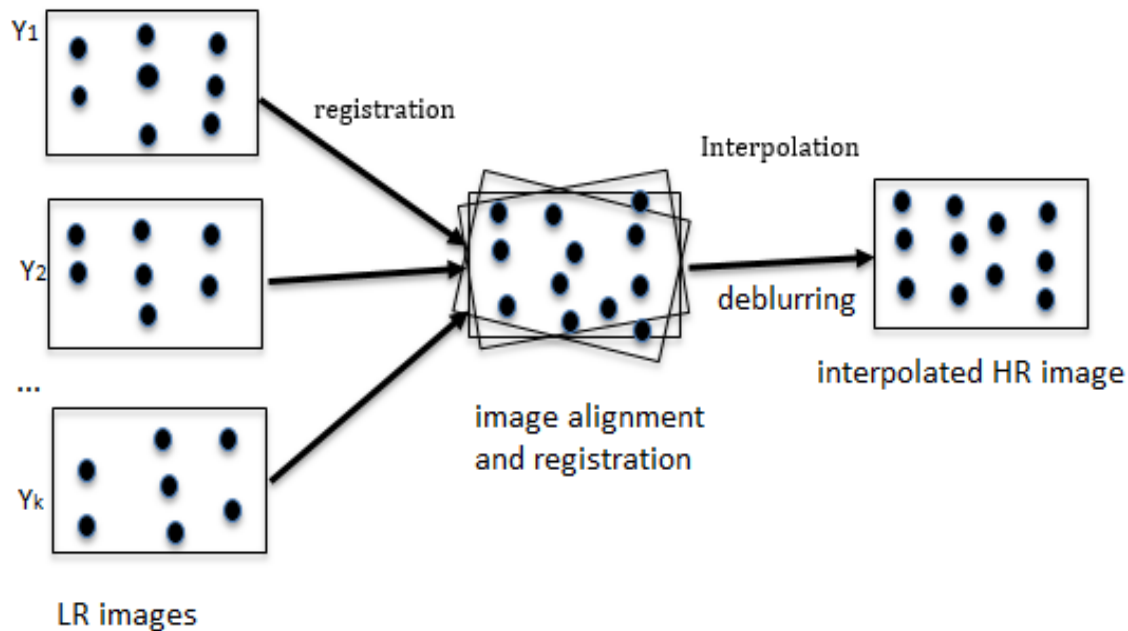 Y1
registration
Interpolation
Y2
deblurring
...
interpolated HR image
image alignment
and registration
Yk
LR images